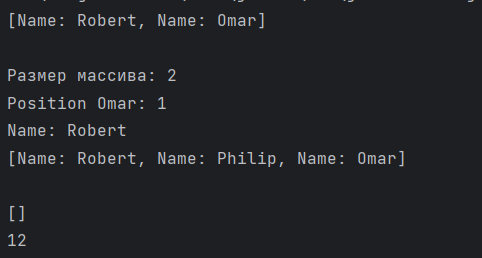 [Name: Robert, Name: Omar]
Размер массива: 2
Position Omar: 1
Name: Robert
[Name: Robert, Name: Philip, Name: Omar]
[]
12